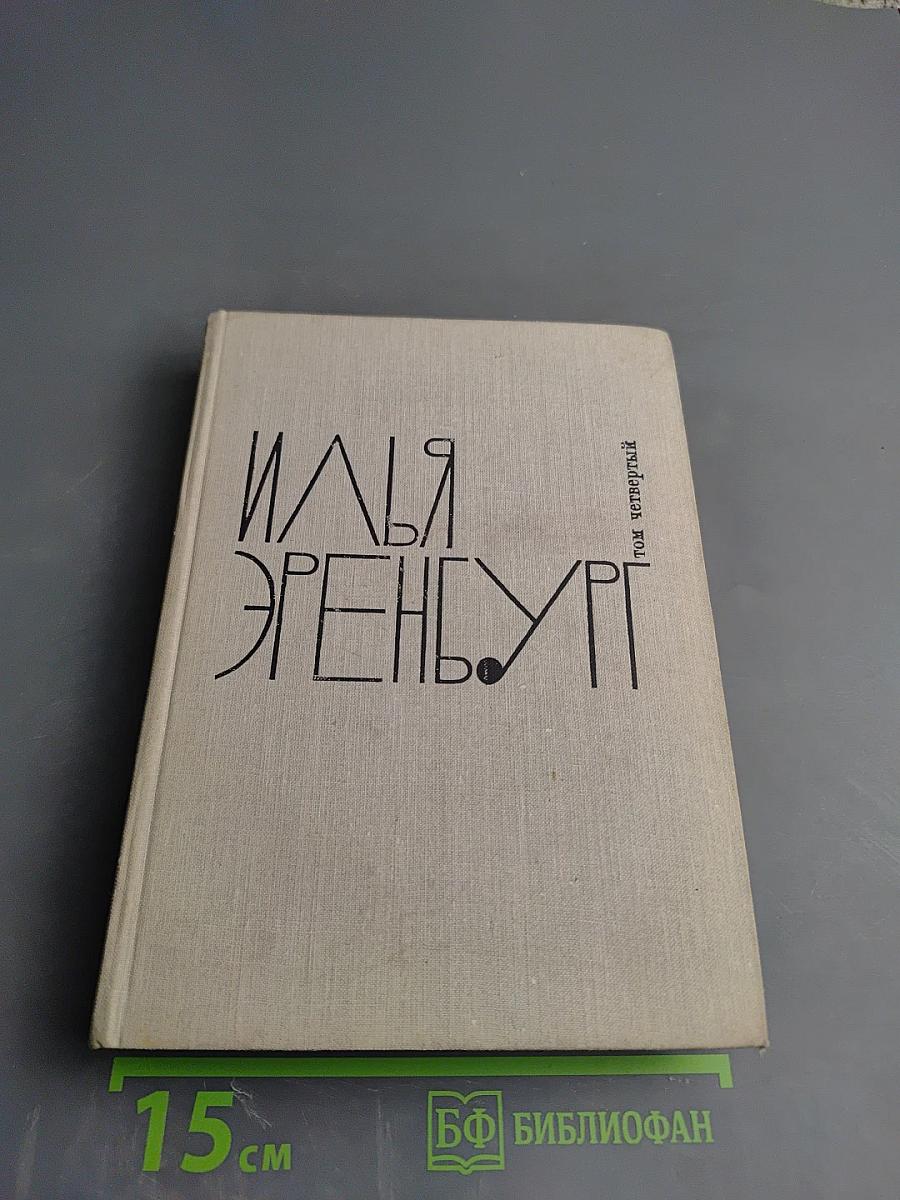 ИЛЬЯ
ЭРЕНБУРГ
том четвертый
15 см
БФ БИБЛИОФАН